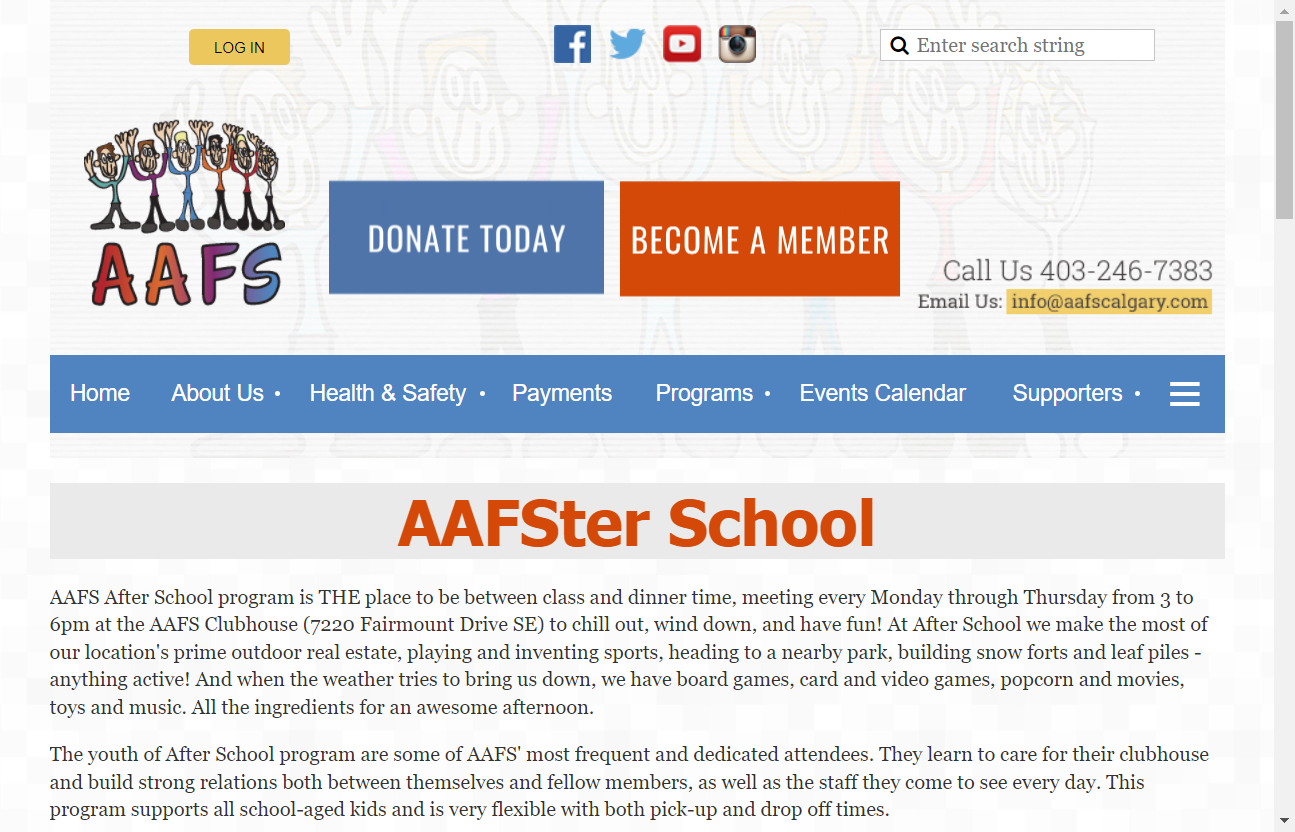 LOG IN
Enter search string
AAFS
DONATE TODAY
BECOME A MEMBER
Call Us 403-246-7383
Email Us: info@aafscalgary.com
Home
About Us
Health & Safety
Payments
Programs
Events Calendar
Supporters
AAFSter School
AAFS After School program is THE place to be between class and dinner time, meeting every Monday through Thursday from 3 to
6pm at the AAFS Clubhouse (7220 Fairmount Drive SE) to chill out, wind down, and have fun! At After School we make the most of
our location's prime outdoor real estate, playing and inventing sports, heading to a nearby park, building snow forts and leaf piles -
anything active! And when the weather tries to bring us down, we have board games, card and video games, popcorn and movies,
toys and music. All the ingredients for an awesome afternoon.
The youth of After School program are some of AAFS' most frequent and dedicated attendees. They learn to care for their clubhouse
and build strong relations both between themselves and fellow members, as well as the staff they come to see every day. This
program supports all school-aged kids and is very flexible with both pick-up and drop off times.